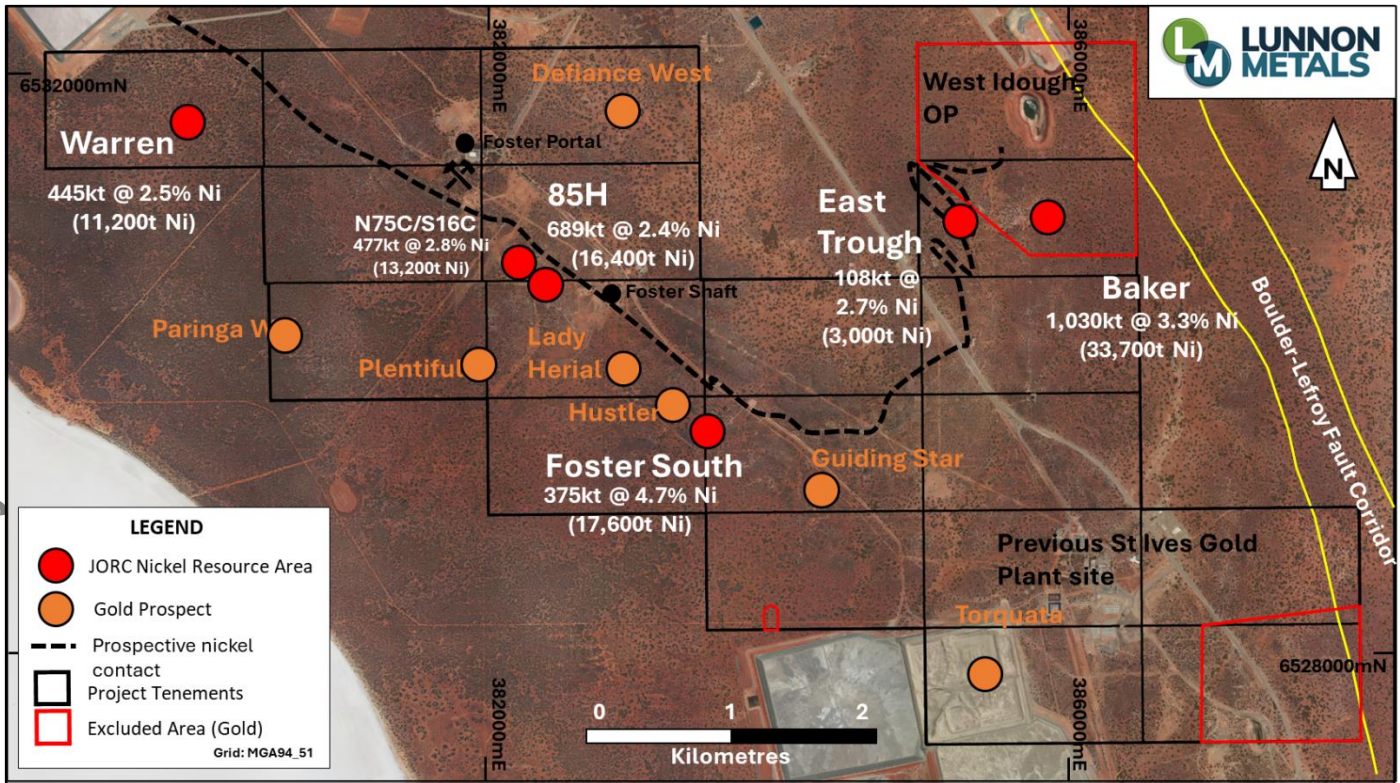 LM LUNNON
METALS
382000mE
386000mE
6532000mN
N
Defiance West
West Idough
OP
Foster Portal
Warren
445kt @ 2.5% Ni
(11,200t Ni)
N75C/S16C
477kt @ 2.8% Ni
(13,200t Ni)
85H
689kt @ 2.4% Ni
(16,400t Ni)
East
Trough
108kt @
2.7% Ni
(3,000t Ni)
Baker
1,030kt @ 3.3% Ni
(33,700t Ni)
Boulder-Lefroy Fault Corridor
Foster Shaft
Paringa W
Plentiful
Lady
Herial
Hustler
Foster South
375kt @ 4.7% Ni
(17,600t Ni)
Guiding Star
Previous St Ives Gold
Plant site
Torquata
6528000mN
382000mE
386000mE
LEGEND
JORC Nickel Resource Area
Gold Prospect
Prospective nickel
contact
Project Tenements
Excluded Area (Gold)
Grid: MGA94_51
0 1 2
Kilometres